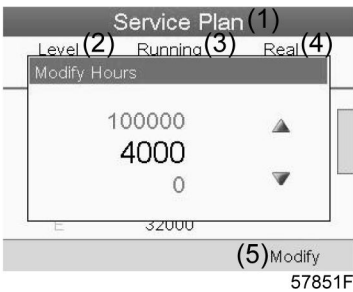 Service Plan (1)
Level (2) Running (3) Real (4)
Modify Hours
100000
4000
0
E 32000
(5) Modify
57851F